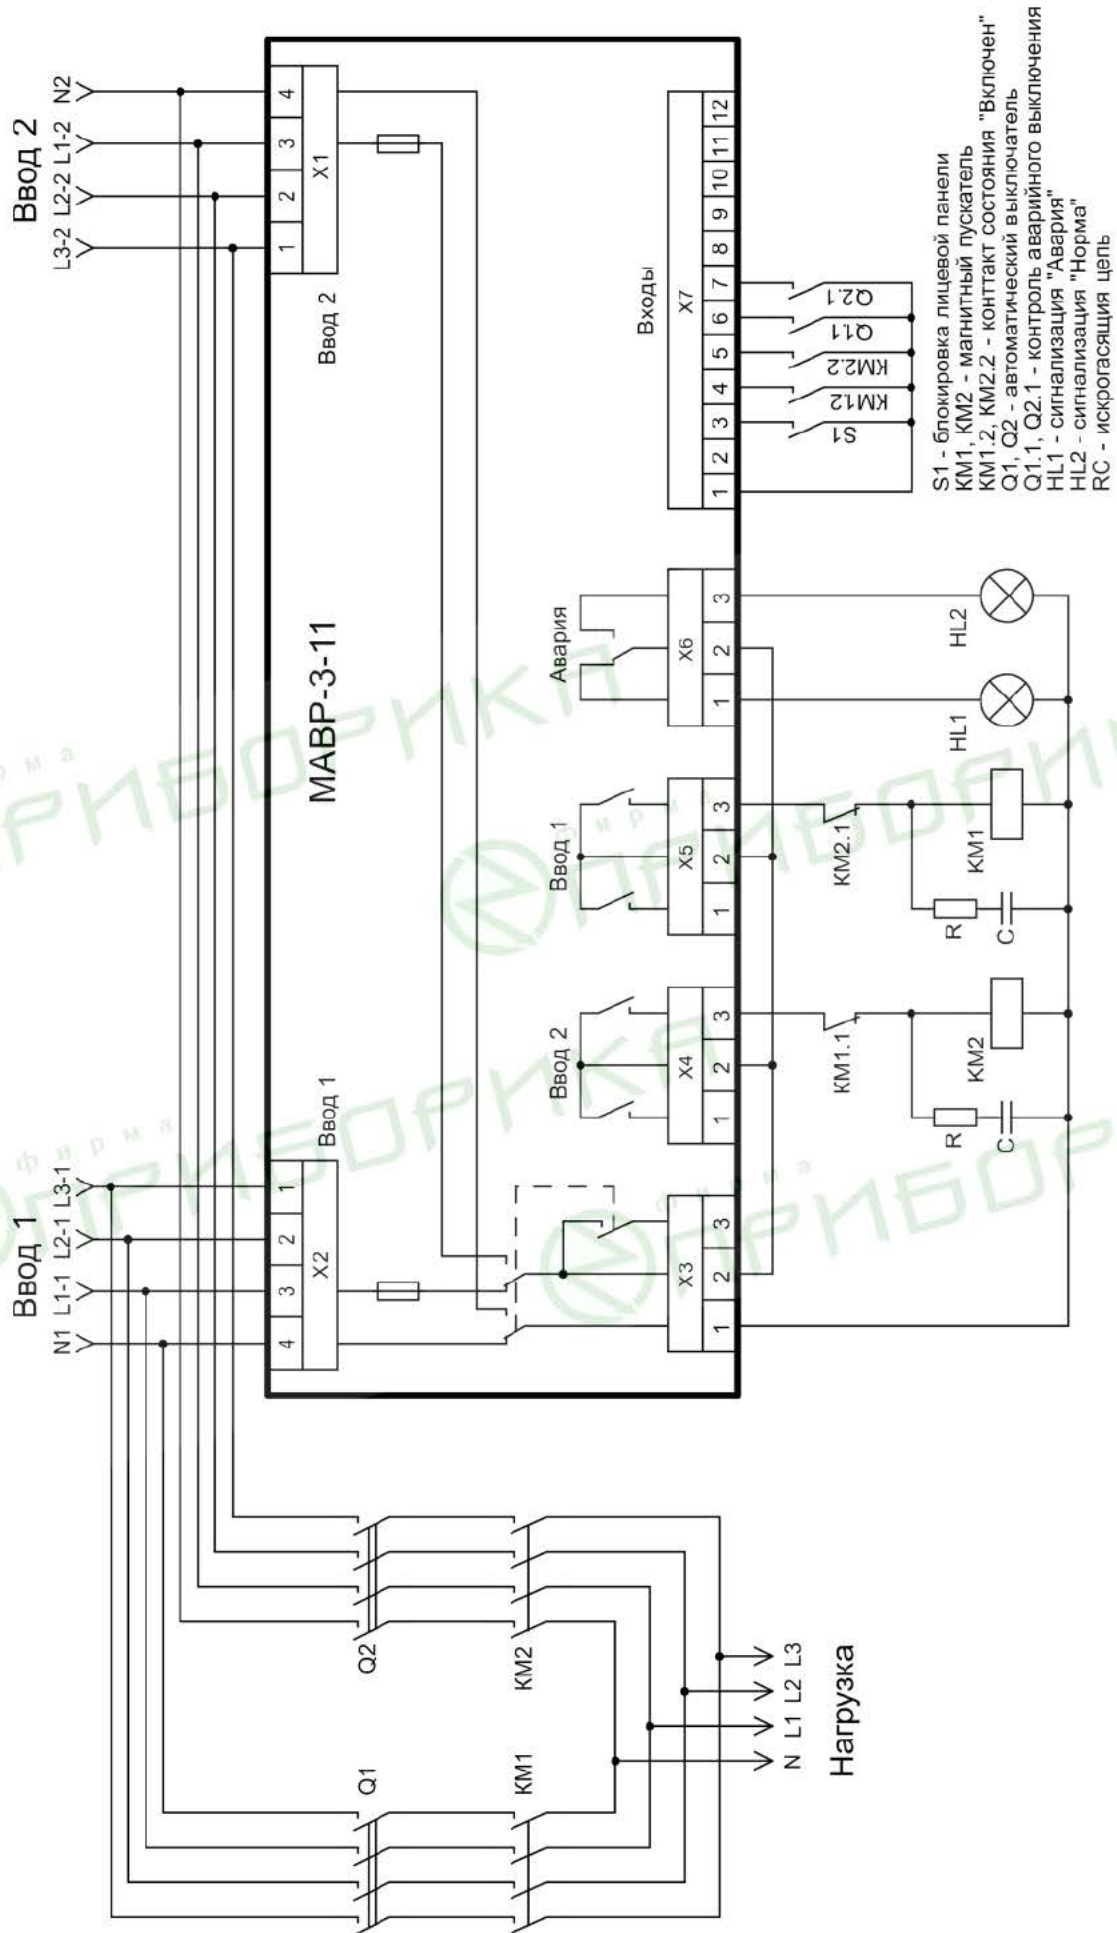 Ввод 1
N1 L1-1 L2-1 L3-1
Ввод 2
L3-2 L2-2 L1-2 N2
4 3 2 1
X2
Ввод 1
1 2 3 4
X1
Ввод 2
МАВР-3-11
Q1
Q2
KM1
KM2
N L1 L2 L3
Нагрузка
X3
1 2 3
Ввод 2
X4
1 2 3
Ввод 1
X5
1 2 3
Авария
X6
1 2 3
Входы
X7
1 2 3 4 5 6 7 8 9 10 11 12
S1
KM1.2
KM2.2
Q1.1
Q2.1
KM1.1
KM2.1
R
C
KM2
R
C
KM1
HL1
HL2
S1 - блокировка лицевой панели
KM1, KM2 - магнитный пускатель
KM1.2, KM2.2 - конттакт состояния "Включен"
Q1, Q2 - автоматический выключатель
Q1.1, Q2.1 - контроль аварийного выключения
HL1 - сигнализация "Авария"
HL2 - сигнализация "Норма"
RC - искрогасящия цепь
фирма
ПРИБОРИКА
фирма
ПРИБОРИКА